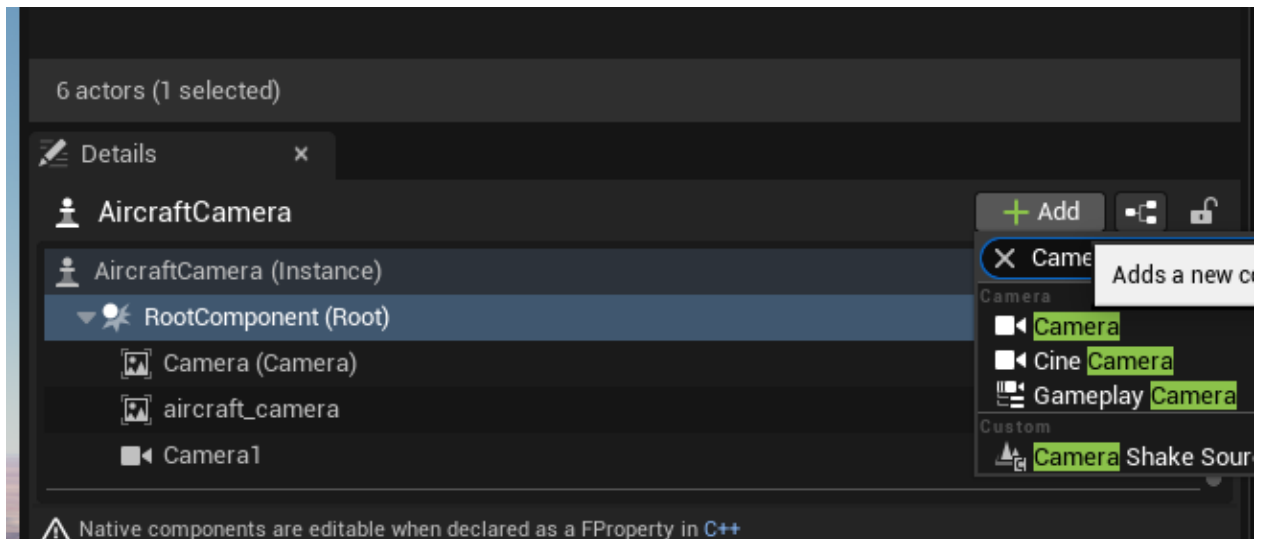 6 actors (1 selected)
Details
AircraftCamera
Add
AircraftCamera (Instance)
Came
Adds a new
RootComponent (Root)
Camera
Camera
Camera (Camera)
Cine Camera
Gameplay Camera
aircraft_camera
Custom
Camera1
Camera Shake Sour
Native components are editable when declared as a FProperty in C++